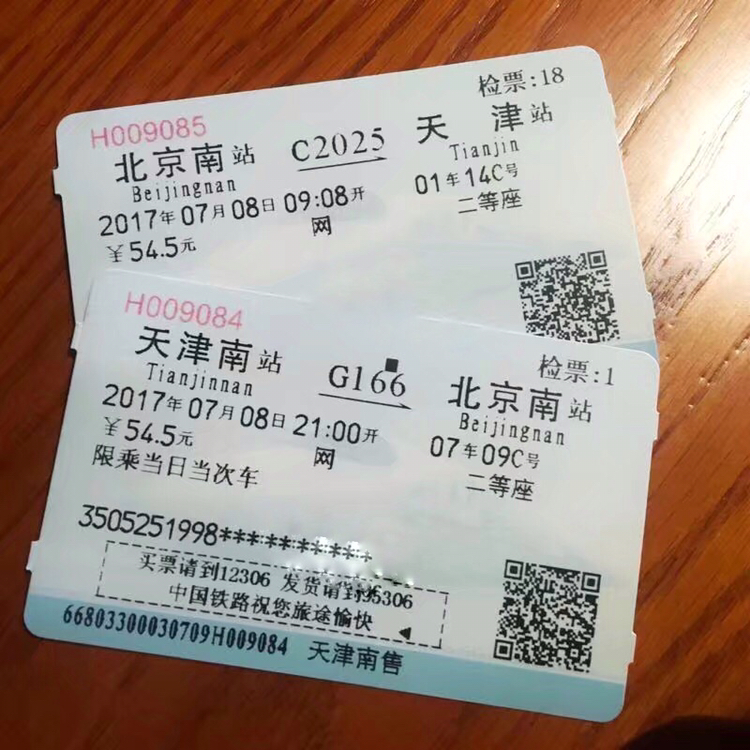 检票:18
H009085
北京南站 C2025 天津站
Beijingnan Tianjin
2017年07月08日09:08开 01车14C号
¥54.5元 网 二等座
检票:1
H009084
天津南站 G166 北京南站
Tianjinnan Beijingnan
2017年07月08日21:00开 07车09C号
¥54.5元 网 二等座
限乘当日当次车
3505251998************
买票请到12306 发货请到95306
中国铁路祝您旅途愉快
66803300030709H009084 天津南售